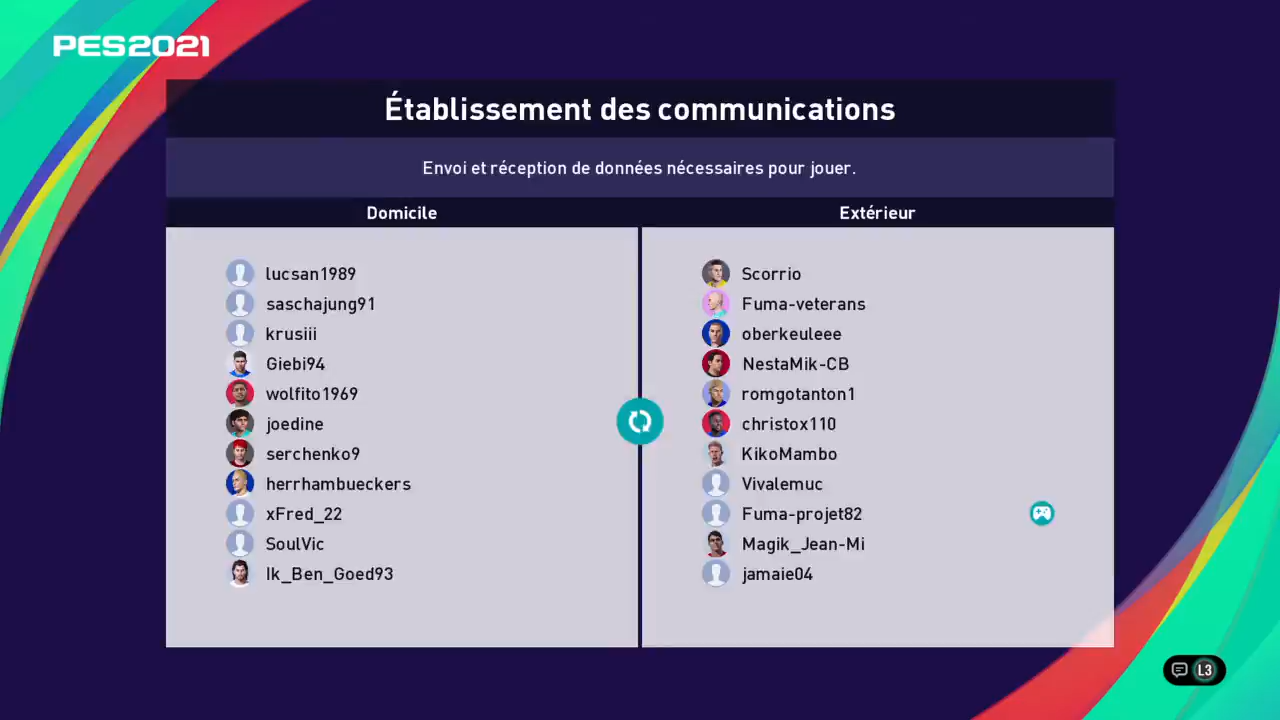 PES2021
Établissement des communications
Envoi et réception de données nécessaires pour jouer.
Domicile
Extérieur
lucsan1989
saschajung91
krusiii
Giebi94
wolfito1969
joedine
serchenko9
herrhambueckers
xFred_22
SoulVic
Ik_Ben_Goed93
Scorrio
Fuma-veterans
oberkeuleee
NestaMik-CB
romgotanton1
christox110
KikoMambo
Vivalemuc
Fuma-projet82
Magik_Jean-Mi
jamaie04
L3